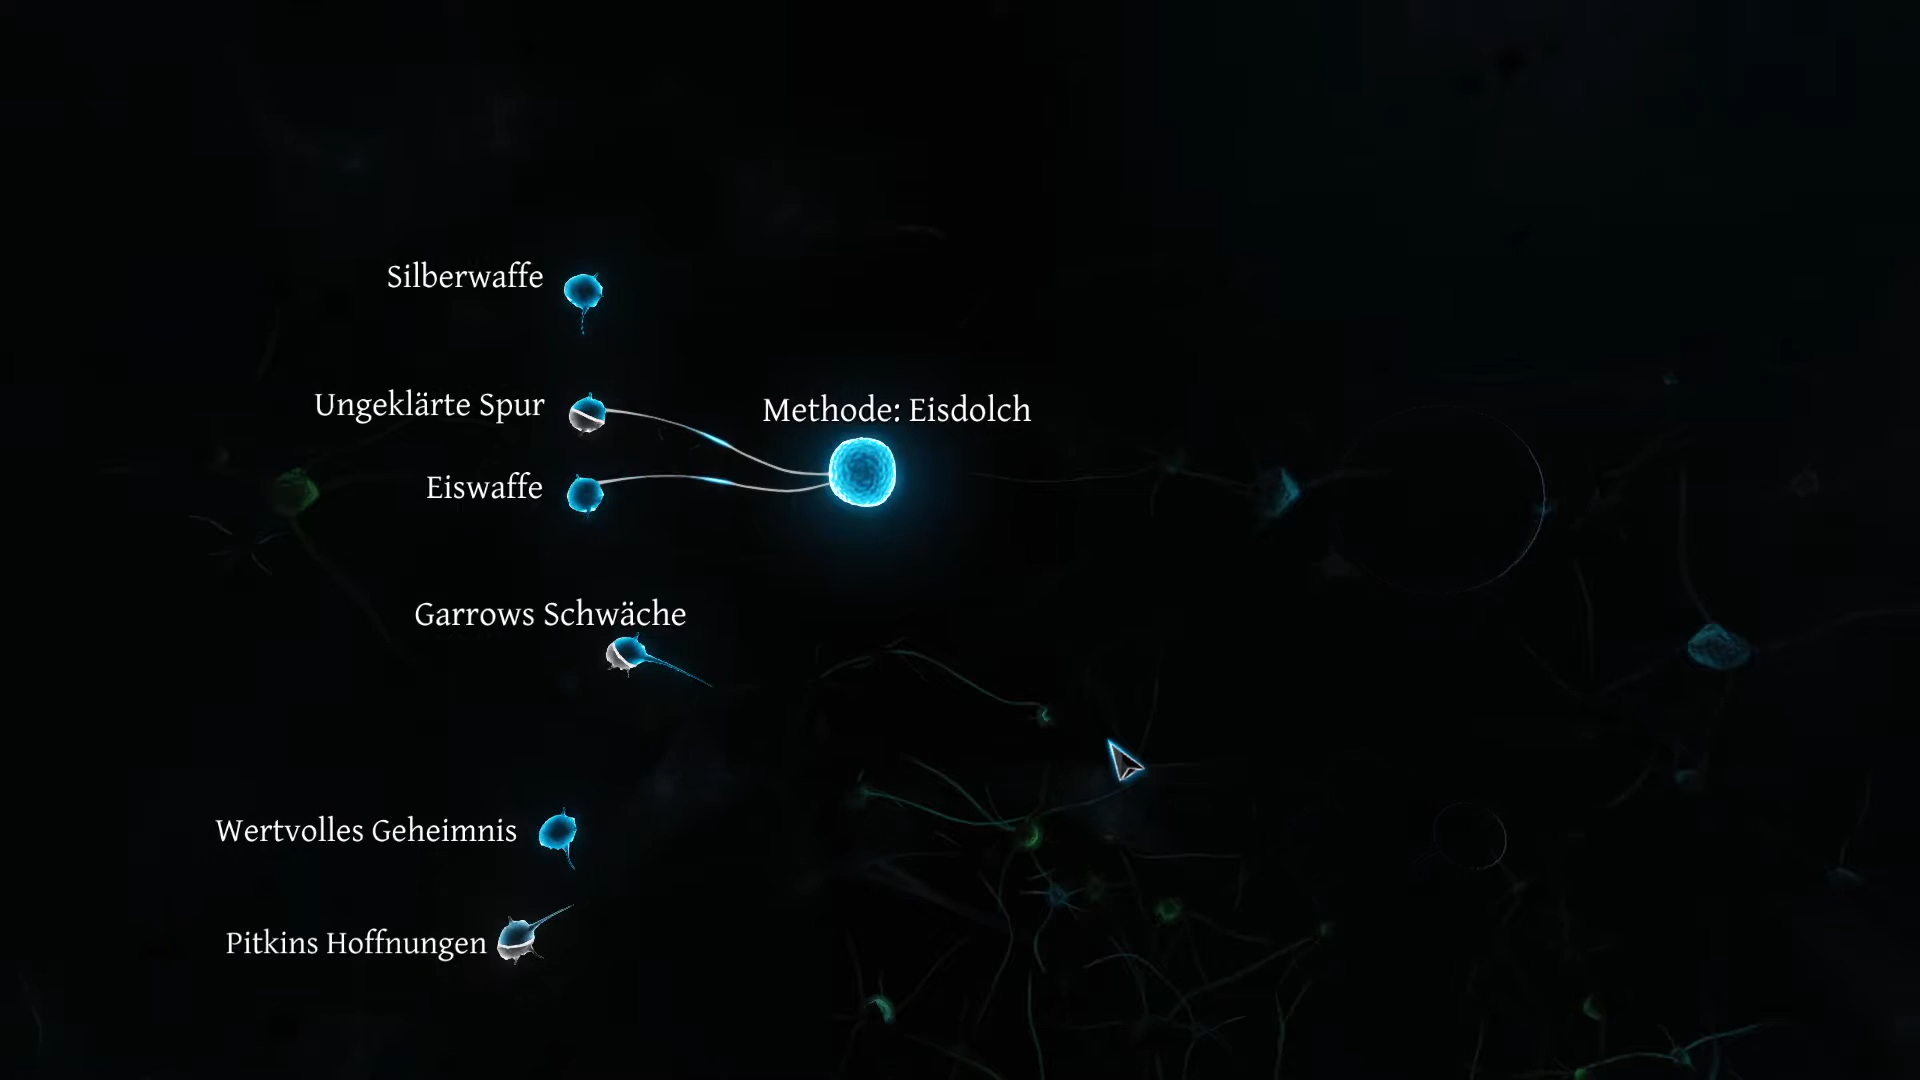 Silberwaffe
Ungeklärte Spur
Methode: Eisdolch
Eiswaffe
Garrows Schwäche
Wertvolles Geheimnis
Pitkins Hoffnungen